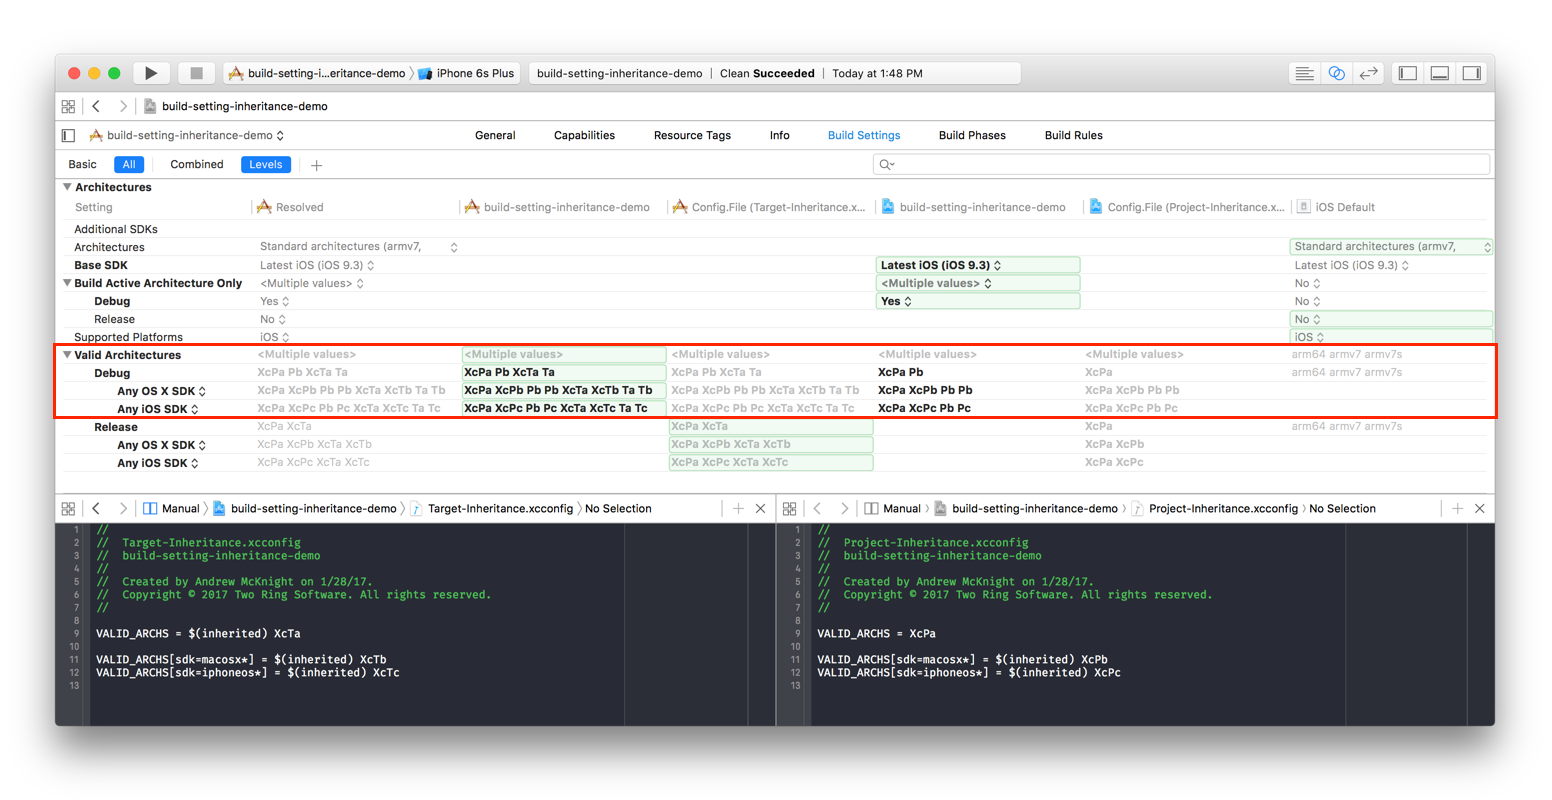 build-setting-i...eritance-demo 〉 iPhone 6s Plus build-setting-inheritance-demo | Clean Succeeded | Today at 1:48 PM
build-setting-inheritance-demo
build-setting-inheritance-demo General Capabilities Resource Tags Info Build Settings Build Phases Build Rules
Basic All Combined Levels +
Architectures
Setting Resolved build-setting-inheritance-demo Config.File (Target-Inheritance.x... build-setting-inheritance-demo Config.File (Project-Inheritance.x... iOS Default
Additional SDKs
Architectures Standard architectures (armv7, Standard architectures (armv7,
Base SDK Latest iOS (iOS 9.3) Latest iOS (iOS 9.3) Latest iOS (iOS 9.3)
Build Active Architecture Only <Multiple values> <Multiple values> No
Debug Yes Yes No
Release No No
Supported Platforms iOS iOS
Valid Architectures <Multiple values> <Multiple values> <Multiple values> <Multiple values> <Multiple values> arm64 armv7 armv7s
Debug XcPa Pb XcTa Ta XcPa Pb XcTa Ta XcPa Pb XcTa Ta XcPa Pb XcPa arm64 armv7 armv7s
Any OS X SDK XcPa XcPb Pb Pb XcTa XcTb Ta Tb XcPa XcPb Pb Pb XcTa XcTb Ta Tb XcPa XcPb Pb Pb XcTa XcTb Ta Tb XcPa XcPb Pb Pb XcPa XcPb Pb Pb
Any iOS SDK XcPa XcPc Pb Pc XcTa XcTc Ta Tc XcPa XcPc Pb Pc XcTa XcTc Ta Tc XcPa XcPc Pb Pc XcTa XcTc Ta Tc XcPa XcPc Pb Pc XcPa XcPc Pb Pc
Release XcPa XcTa XcPa XcTa XcPa arm64 armv7 armv7s
Any OS X SDK XcPa XcPb XcTa XcTb XcPa XcPb XcTa XcTb XcPa XcPb
Any iOS SDK XcPa XcPc XcTa XcTc XcPa XcPc XcTa XcTc XcPa XcPc
Manual 〉 build-setting-inheritance-demo 〉 Target-Inheritance.xcconfig 〉 No Selection
1 //
2 // Target-Inheritance.xcconfig
3 // build-setting-inheritance-demo
4 //
5 // Created by Andrew McKnight on 1/28/17.
6 // Copyright © 2017 Two Ring Software. All rights reserved.
7 //
8
9 VALID_ARCHS = $(inherited) XcTa
10
11 VALID_ARCHS[sdk=macosx*] = $(inherited) XcTb
12 VALID_ARCHS[sdk=iphoneos*] = $(inherited) XcTc
13
Manual 〉 build-setting-inheritance-demo 〉 Project-Inheritance.xcconfig 〉 No Selection
1 //
2 // Project-Inheritance.xcconfig
3 // build-setting-inheritance-demo
4 //
5 // Created by Andrew McKnight on 1/28/17.
6 // Copyright © 2017 Two Ring Software. All rights reserved.
7 //
8
9 VALID_ARCHS = XcPa
10
11 VALID_ARCHS[sdk=macosx*] = $(inherited) XcPb
12 VALID_ARCHS[sdk=iphoneos*] = $(inherited) XcPc
13